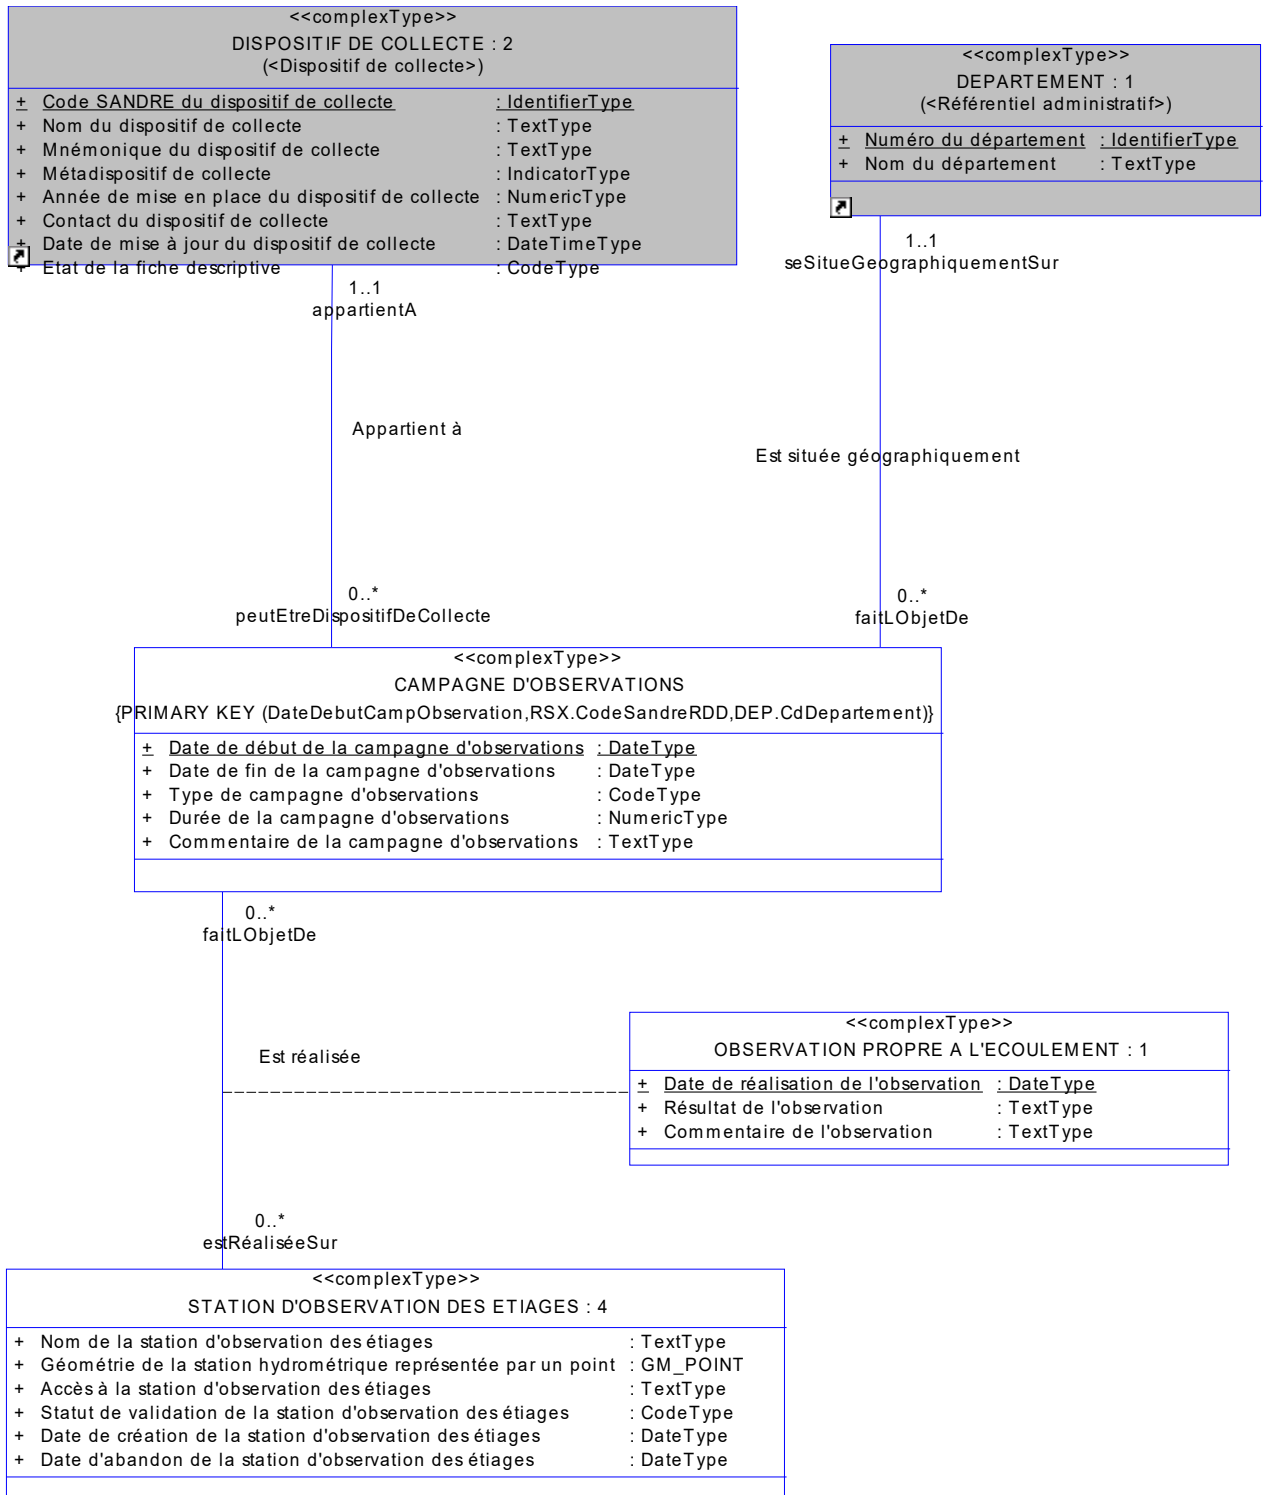 <<complexType>>
DISPOSITIF DE COLLECTE : 2
(<Dispositif de collecte>)
+ Code SANDRE du dispositif de collecte : IdentifierType
+ Nom du dispositif de collecte : TextType
+ Mnémonique du dispositif de collecte : TextType
+ Métadispositif de collecte : IndicatorType
+ Année de mise en place du dispositif de collecte : NumericType
+ Contact du dispositif de collecte : TextType
+ Date de mise à jour du dispositif de collecte : DateTimeType
+ Etat de la fiche descriptive : CodeType
<<complexType>>
DEPARTEMENT : 1
(<Référentiel administratif>)
+ Numéro du département : IdentifierType
+ Nom du département : TextType
1..1
appartientA
1..1
seSitueGeographiquementSur
Appartient à
Est située géographiquement
0..*
peutEtreDispositifDeCollecte
0..*
faitLObjetDe
<<complexType>>
CAMPAGNE D'OBSERVATIONS
{PRIMARY KEY (DateDebutCampObservation,RSX.CodeSandreRDD,DEP.CdDepartement)}
+ Date de début de la campagne d'observations : DateType
+ Date de fin de la campagne d'observations : DateType
+ Type de campagne d'observations : CodeType
+ Durée de la campagne d'observations : NumericType
+ Commentaire de la campagne d'observations : TextType
0..*
faitLObjetDe
Est réalisée
<<complexType>>
OBSERVATION PROPRE A L'ECOULEMENT : 1
+ Date de réalisation de l'observation : DateType
+ Résultat de l'observation : TextType
+ Commentaire de l'observation : TextType
0..*
estRéaliséeSur
<<complexType>>
STATION D'OBSERVATION DES ETIAGES : 4
+ Nom de la station d'observation des étiages : TextType
+ Géométrie de la station hydrométrique représentée par un point : GM_POINT
+ Accès à la station d'observation des étiages : TextType
+ Statut de validation de la station d'observation des étiages : CodeType
+ Date de création de la station d'observation des étiages : DateType
+ Date d'abandon de la station d'observation des étiages : DateType